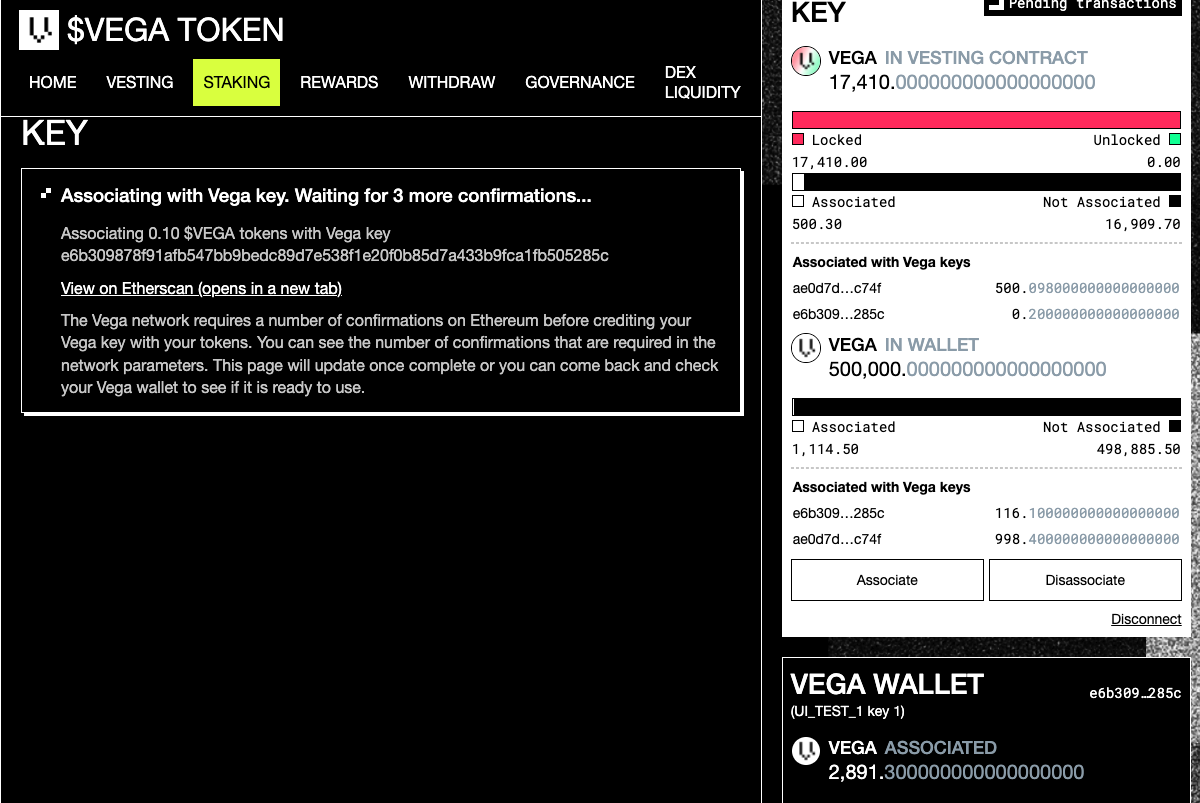 $VEGA TOKEN
HOME
VESTING
STAKING
REWARDS
WITHDRAW
GOVERNANCE
DEX
LIQUIDITY
KEY
Associating with Vega key. Waiting for 3 more confirmations...
Associating 0.10 $VEGA tokens with Vega key
e6b309878f91afb547bb9bedc89d7e538f1e20f0b85d7a433b9fca1fb505285c
View on Etherscan (opens in a new tab)
The Vega network requires a number of confirmations on Ethereum before crediting your
Vega key with your tokens. You can see the number of confirmations that are required in the
network parameters. This page will update once complete or you can come back and check
your Vega wallet to see if it is ready to use.
KEY
Pending transactions
VEGA IN VESTING CONTRACT
17,410.000000000000000000
Locked Unlocked
17,410.00 0.00
Associated Not Associated
500.30 16,909.70
Associated with Vega keys
ae0d7d…c74f 500.098000000000000000
e6b309…285c 0.200000000000000000
VEGA IN WALLET
500,000.000000000000000000
Associated Not Associated
1,114.50 498,885.50
Associated with Vega keys
e6b309…285c 116.100000000000000000
ae0d7d…c74f 998.400000000000000000
Associate
Disassociate
Disconnect
VEGA WALLET e6b309…285c
(UI_TEST_1 key 1)
VEGA ASSOCIATED
2,891.300000000000000000